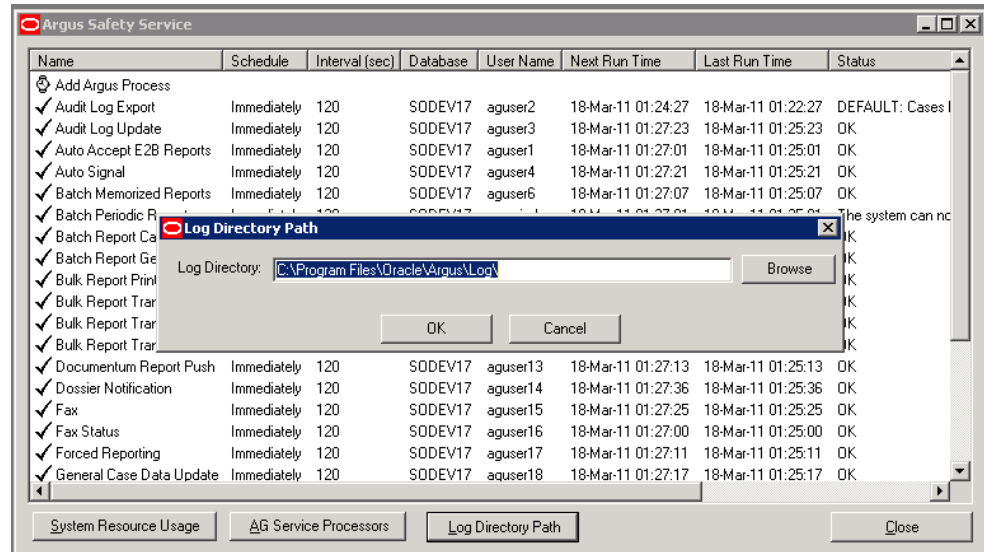 Argus Safety Service
Name Schedule Interval (sec) Database User Name Next Run Time Last Run Time Status
Add Argus Process
Audit Log Export Immediately 120 SODEV17 aguser2 18-Mar-11 01:24:27 18-Mar-11 01:22:27 DEFAULT: Cases
Audit Log Update Immediately 120 SODEV17 aguser3 18-Mar-11 01:27:23 18-Mar-11 01:25:23 OK
Auto Accept E2B Reports Immediately 120 SODEV17 aguser1 18-Mar-11 01:27:01 18-Mar-11 01:25:01 OK
Auto Signal Immediately 120 SODEV17 aguser4 18-Mar-11 01:27:21 18-Mar-11 01:25:21 OK
Batch Memorized Reports Immediately 120 SODEV17 aguser6 18-Mar-11 01:27:07 18-Mar-11 01:25:07 OK
Batch Periodic The system can
Log Directory Path
Batch Report
Log Directory: C:\Program Files\Oracle\Argus\Log\ Browse
Batch Report
Bulk Report
Bulk Report
Bulk Report
OK Cancel
Bulk Report
Documentum Report Push Immediately 120 SODEV17 aguser13 18-Mar-11 01:27:13 18-Mar-11 01:25:13 OK
Dossier Notification Immediately 120 SODEV17 aguser14 18-Mar-11 01:27:36 18-Mar-11 01:25:36 OK
Fax Immediately 120 SODEV17 aguser15 18-Mar-11 01:27:25 18-Mar-11 01:25:25 OK
Fax Status Immediately 120 SODEV17 aguser16 18-Mar-11 01:27:00 18-Mar-11 01:25:00 OK
Forced Reporting Immediately 120 SODEV17 aguser17 18-Mar-11 01:27:11 18-Mar-11 01:25:11 OK
General Case Data Update Immediately 120 SODEV17 aguser18 18-Mar-11 01:27:17 18-Mar-11 01:25:17 OK
System Resource Usage AG Service Processors Log Directory Path Close